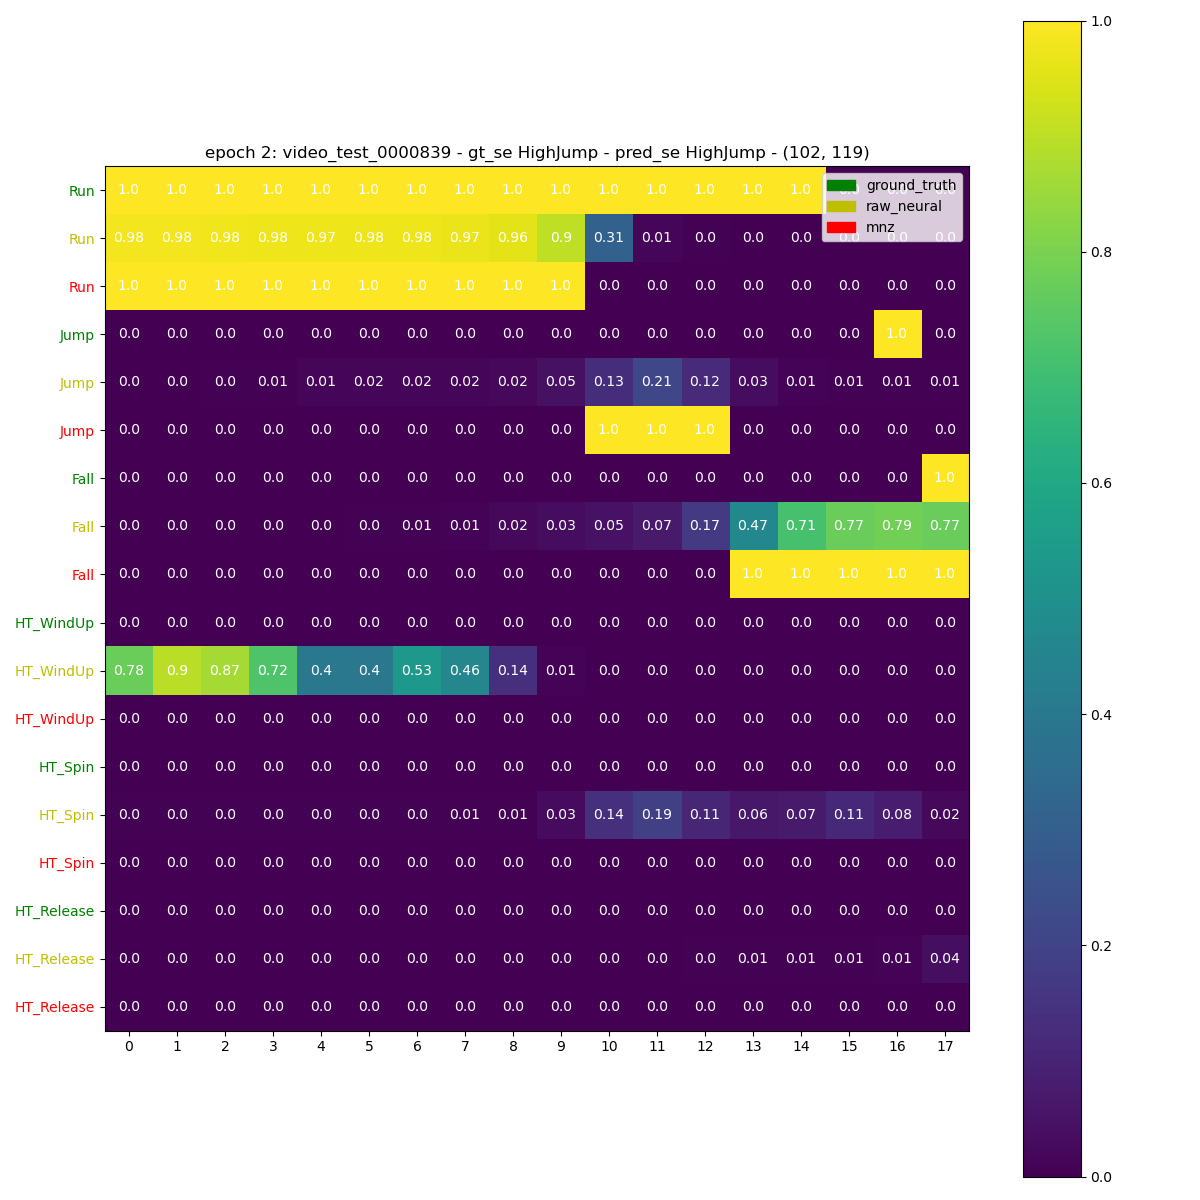 epoch 2: video_test_0000839 - gt_se HighJump - pred_se HighJump - (102, 119)
ground_truth
raw_neural
mnz
Run 1.0 1.0 1.0 1.0 1.0 1.0 1.0 1.0 1.0 1.0 1.0 1.0 1.0 1.0 1.0
Run 0.98 0.98 0.98 0.98 0.97 0.98 0.98 0.97 0.96 0.9 0.31 0.01 0.0 0.0 0.0 0.0 0.0 0.0
Run 1.0 1.0 1.0 1.0 1.0 1.0 1.0 1.0 1.0 1.0 0.0 0.0 0.0 0.0 0.0 0.0 0.0 0.0
Jump 0.0 0.0 0.0 0.0 0.0 0.0 0.0 0.0 0.0 0.0 0.0 0.0 0.0 0.0 0.0 0.0 1.0 0.0
Jump 0.0 0.0 0.0 0.01 0.01 0.02 0.02 0.02 0.02 0.05 0.13 0.21 0.12 0.03 0.01 0.01 0.01 0.01
Jump 0.0 0.0 0.0 0.0 0.0 0.0 0.0 0.0 0.0 0.0 1.0 1.0 1.0 0.0 0.0 0.0 0.0 0.0
Fall 0.0 0.0 0.0 0.0 0.0 0.0 0.0 0.0 0.0 0.0 0.0 0.0 0.0 0.0 0.0 0.0 0.0 1.0
Fall 0.0 0.0 0.0 0.0 0.0 0.0 0.01 0.01 0.02 0.03 0.05 0.07 0.17 0.47 0.71 0.77 0.79 0.77
Fall 0.0 0.0 0.0 0.0 0.0 0.0 0.0 0.0 0.0 0.0 0.0 0.0 0.0 1.0 1.0 1.0 1.0 1.0
HT_WindUp 0.0 0.0 0.0 0.0 0.0 0.0 0.0 0.0 0.0 0.0 0.0 0.0 0.0 0.0 0.0 0.0 0.0 0.0
HT_WindUp 0.78 0.9 0.87 0.72 0.4 0.4 0.53 0.46 0.14 0.01 0.0 0.0 0.0 0.0 0.0 0.0 0.0 0.0
HT_WindUp 0.0 0.0 0.0 0.0 0.0 0.0 0.0 0.0 0.0 0.0 0.0 0.0 0.0 0.0 0.0 0.0 0.0 0.0
HT_Spin 0.0 0.0 0.0 0.0 0.0 0.0 0.0 0.0 0.0 0.0 0.0 0.0 0.0 0.0 0.0 0.0 0.0 0.0
HT_Spin 0.0 0.0 0.0 0.0 0.0 0.0 0.0 0.01 0.01 0.03 0.14 0.19 0.11 0.06 0.07 0.11 0.08 0.02
HT_Spin 0.0 0.0 0.0 0.0 0.0 0.0 0.0 0.0 0.0 0.0 0.0 0.0 0.0 0.0 0.0 0.0 0.0 0.0
HT_Release 0.0 0.0 0.0 0.0 0.0 0.0 0.0 0.0 0.0 0.0 0.0 0.0 0.0 0.0 0.0 0.0 0.0 0.0
HT_Release 0.0 0.0 0.0 0.0 0.0 0.0 0.0 0.0 0.0 0.0 0.0 0.0 0.0 0.01 0.01 0.01 0.01 0.04
HT_Release 0.0 0.0 0.0 0.0 0.0 0.0 0.0 0.0 0.0 0.0 0.0 0.0 0.0 0.0 0.0 0.0 0.0 0.0
0 1 2 3 4 5 6 7 8 9 10 11 12 13 14 15 16 17
1.0
0.8
0.6
0.4
0.2
0.0